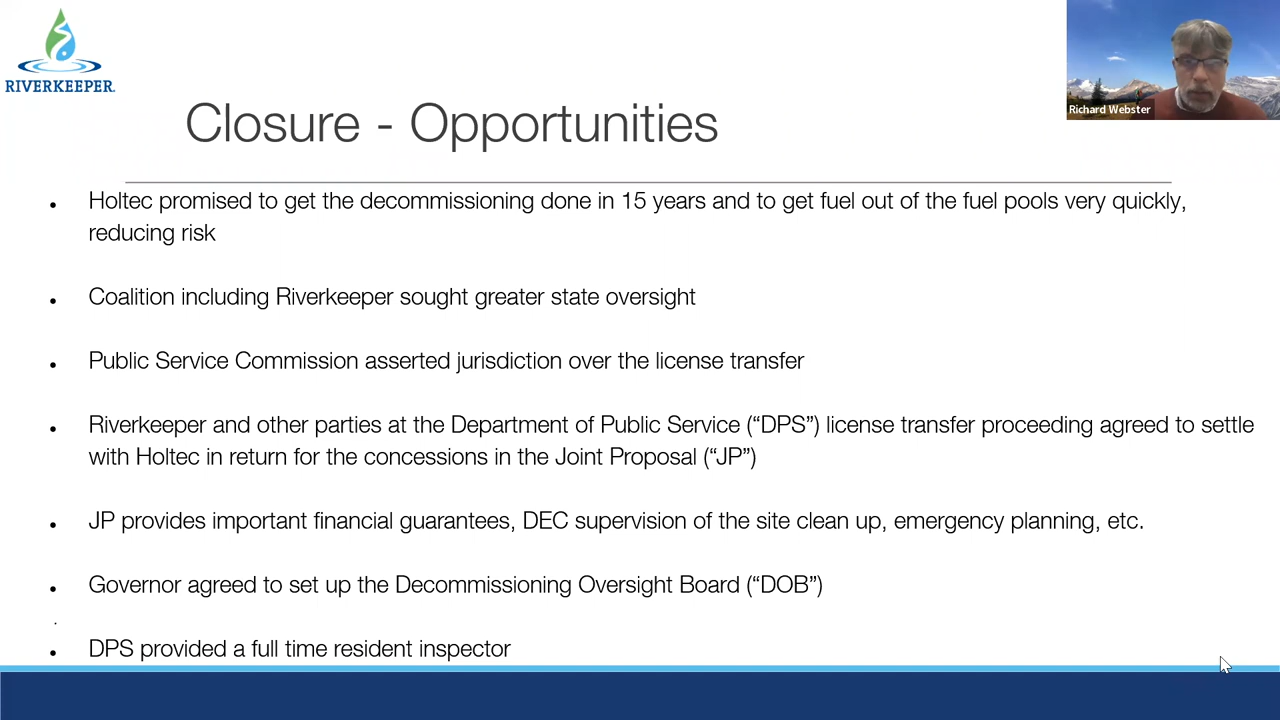 RIVERKEEPER.
Richard Webster
Closure - Opportunities
• Holtec promised to get the decommissioning done in 15 years and to get fuel out of the fuel pools very quickly,
reducing risk
• Coalition including Riverkeeper sought greater state oversight
• Public Service Commission asserted jurisdiction over the license transfer
• Riverkeeper and other parties at the Department of Public Service (“DPS”) license transfer proceeding agreed to settle
with Holtec in return for the concessions in the Joint Proposal (“JP”)
• JP provides important financial guarantees, DEC supervision of the site clean up, emergency planning, etc.
• Governor agreed to set up the Decommissioning Oversight Board (“DOB”)
.
• DPS provided a full time resident inspector